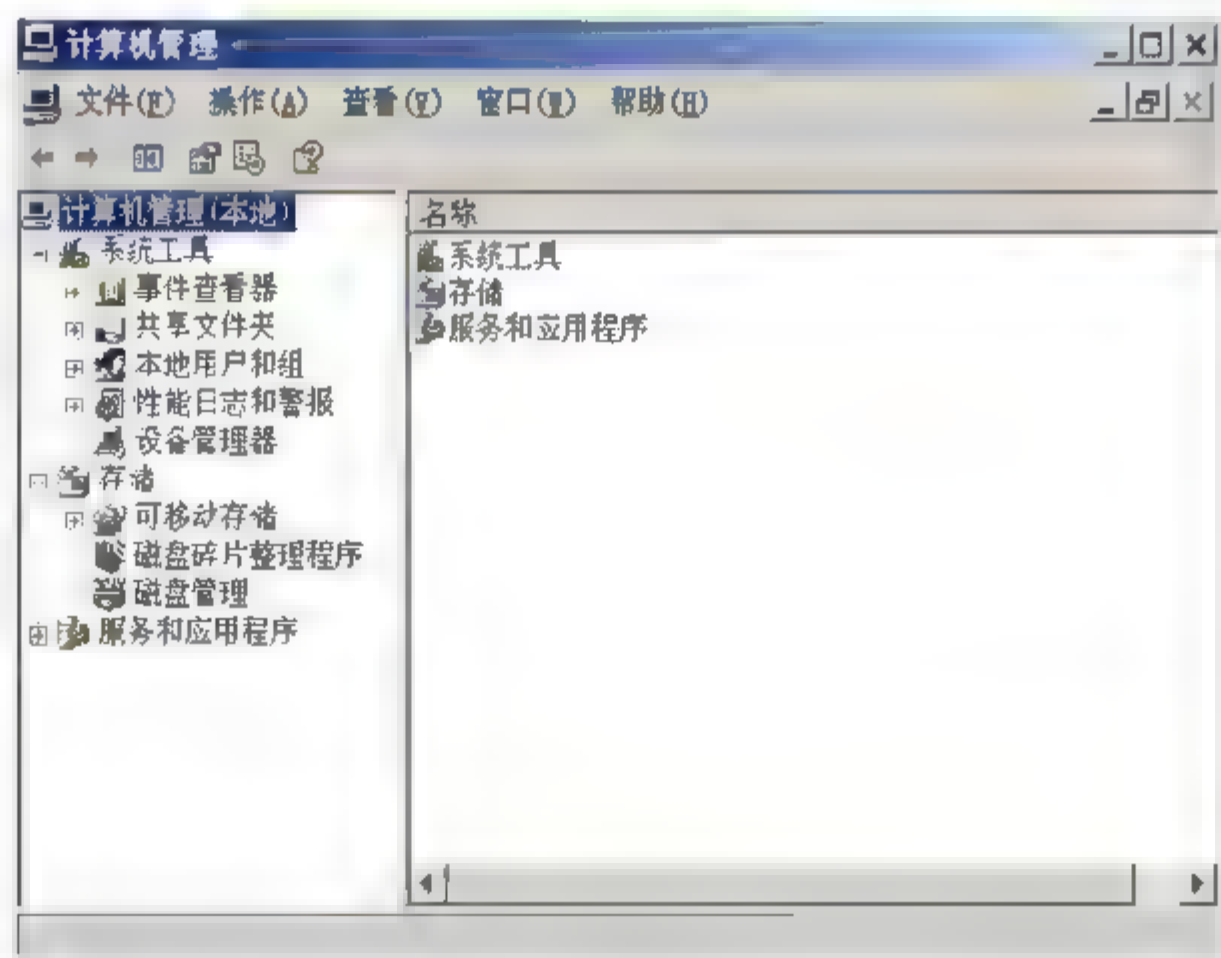 计算机管理
文件(F) 操作(A) 查看(V) 窗口(W) 帮助(H)
计算机管理(本地)
系统工具
事件查看器
共享文件夹
本地用户和组
性能日志和警报
设备管理器
存储
可移动存储
磁盘碎片整理程序
磁盘管理
服务和应用程序
名称
系统工具
存储
服务和应用程序